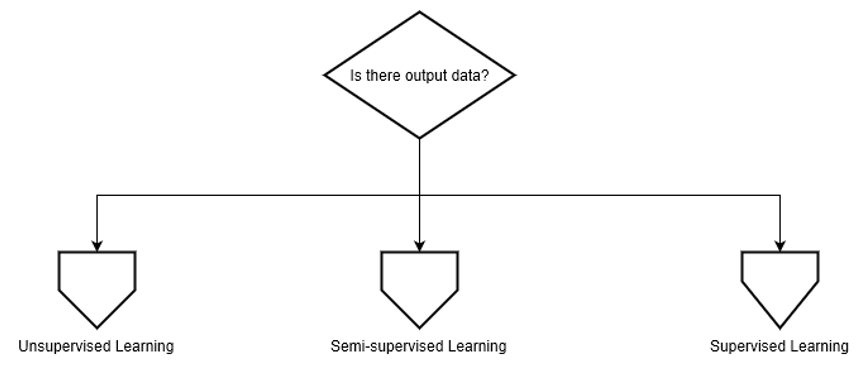 Is there output data?
Unsupervised Learning
Semi-supervised Learning
Supervised Learning